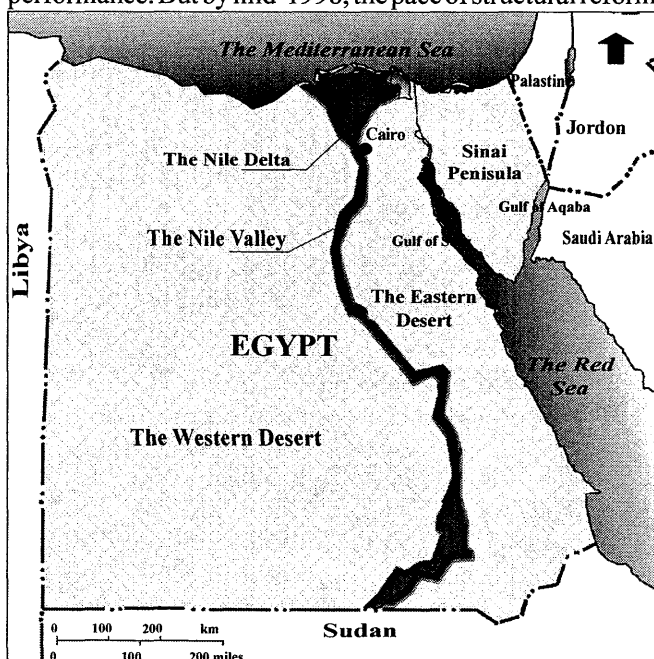 performance. But by mid-1998, the pace of structural reform
The Mediterranean Sea
Palastine
Cairo
Jordon
The Nile Delta
Sinai
Penisula
Gulf of Aqaba
The Nile Valley
Gulf of S
Saudi Arabia
Libya
The Eastern
Desert
EGYPT
The Red
Sea
The Western Desert
0 100 200 km
Sudan
0 100 200 miles